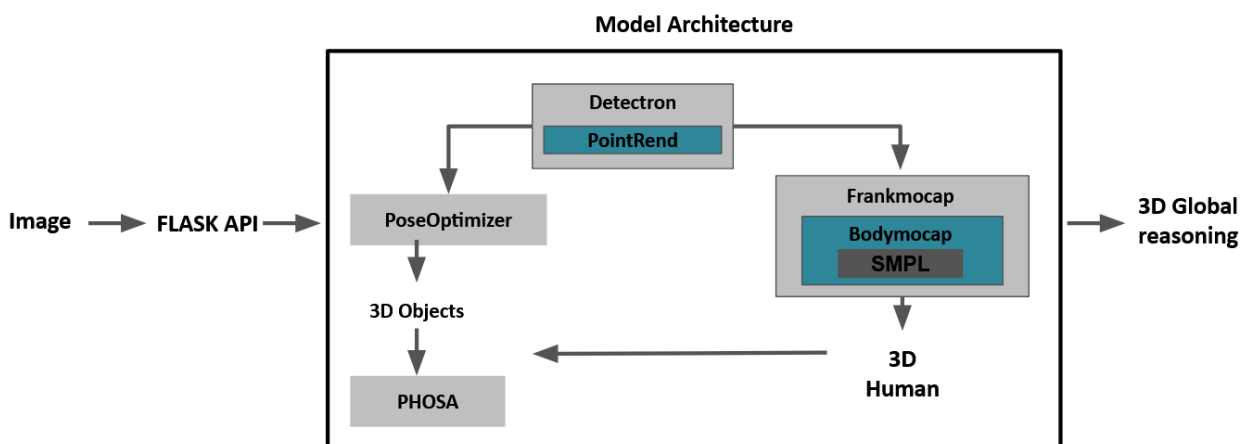 Model Architecture
Detectron
PointRend
Image
FLASK API
PoseOptimizer
3D Objects
PHOSA
Frankmocap
Bodymocap
SMPL
3D
Human
3D Global
reasoning